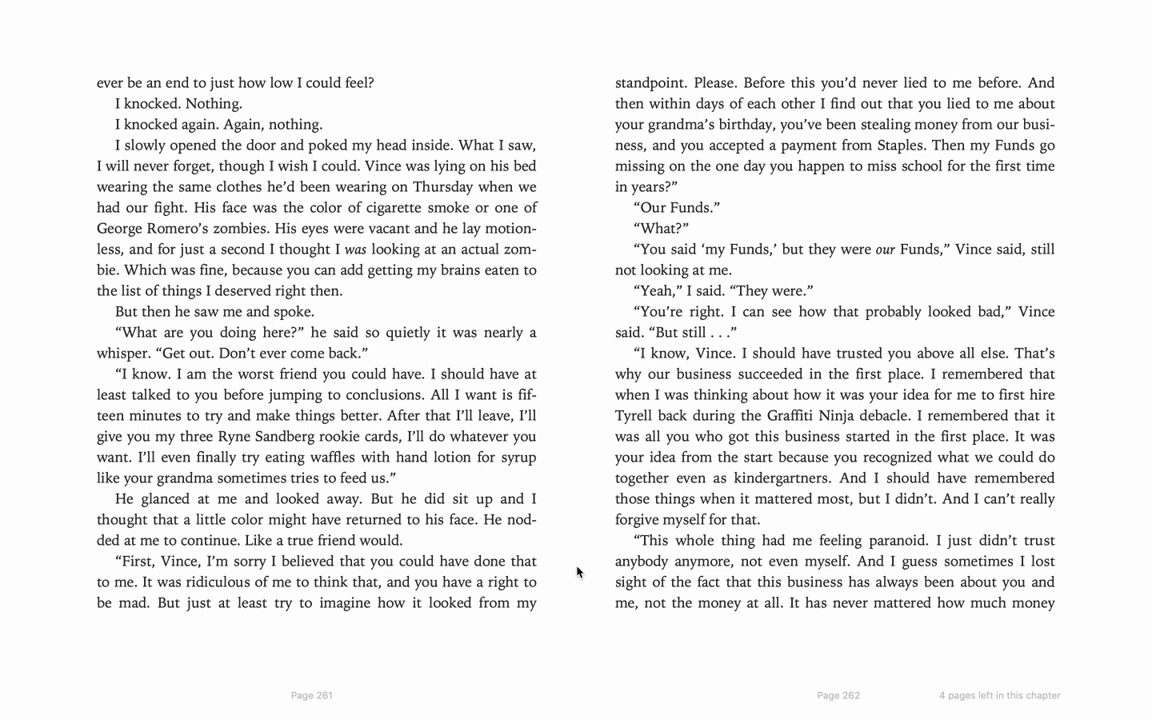 ever be an end to just how low I could feel?
I knocked. Nothing.
I knocked again. Again, nothing.
I slowly opened the door and poked my head inside. What I saw,
I will never forget, though I wish I could. Vince was lying on his bed
wearing the same clothes he’d been wearing on Thursday when we
had our fight. His face was the color of cigarette smoke or one of
George Romero’s zombies. His eyes were vacant and he lay motion-
less, and for just a second I thought I was looking at an actual zom-
bie. Which was fine, because you can add getting my brains eaten to
the list of things I deserved right then.
But then he saw me and spoke.
“What are you doing here?” he said so quietly it was nearly a
whisper. “Get out. Don’t ever come back.”
“I know. I am the worst friend you could have. I should have at
least talked to you before jumping to conclusions. All I want is fif-
teen minutes to try and make things better. After that I’ll leave, I’ll
give you my three Ryne Sandberg rookie cards, I’ll do whatever you
want. I’ll even finally try eating waffles with hand lotion for syrup
like your grandma sometimes tries to feed us.”
He glanced at me and looked away. But he did sit up and I
thought that a little color might have returned to his face. He nod-
ded at me to continue. Like a true friend would.
“First, Vince, I’m sorry I believed that you could have done that
to me. It was ridiculous of me to think that, and you have a right to
be mad. But just at least try to imagine how it looked from my
Page 261
standpoint. Please. Before this you’d never lied to me before. And
then within days of each other I find out that you lied to me about
your grandma’s birthday, you’ve been stealing money from our busi-
ness, and you accepted a payment from Staples. Then my Funds go
missing on the one day you happen to miss school for the first time
in years?”
“Our Funds.”
“What?”
“You said ‘my Funds,’ but they were our Funds,” Vince said, still
not looking at me.
“Yeah,” I said. “They were.”
“You’re right. I can see how that probably looked bad,” Vince
said. “But still . . .”
“I know, Vince. I should have trusted you above all else. That’s
why our business succeeded in the first place. I remembered that
when I was thinking about how it was your idea for me to first hire
Tyrell back during the Graffiti Ninja debacle. I remembered that it
was all you who got this business started in the first place. It was
your idea from the start because you recognized what we could do
together even as kindergartners. And I should have remembered
those things when it mattered most, but I didn’t. And I can’t really
forgive myself for that.
“This whole thing had me feeling paranoid. I just didn’t trust
anybody anymore, not even myself. And I guess sometimes I lost
sight of the fact that this business has always been about you and
me, not the money at all. It has never mattered how much money
Page 262
4 pages left in this chapter